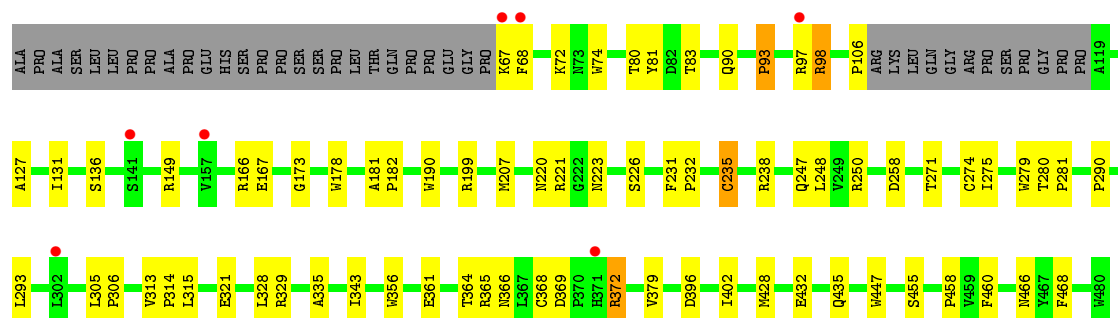 ALA PRO ALA SER LEU LEU PRO PRO ALA PRO GLU HIS SER PRO PRO SER SER PRO LEU THR GLN PRO PRO GLU GLY PRO K67 F68 K72 N73 W74 T80 Y81 D82 T83 Q90 P93 R97 R98 P106 ARG LYS LEU GLN GLY ARG PRO SER PRO GLY PRO PRO A119
A127 I131 S136 S141 R149 V157 R166 E167 G173 W178 A181 P182 W190 R199 M207 N220 R221 G222 N223 S226 F231 P232 C235 R238 Q247 L248 V249 R250 D258 T271 C274 I275 W279 T280 P281 P290
L293 L302 L305 P306 V313 P314 L315 E321 L328 R329 A335 I343 W356 E361 T364 R365 N366 L367 C368 D369 P370 H371 R372 V379 D396 I402 M428 E432 Q435 W447 S455 P458 V459 F460 N466 Y467 F468 W480